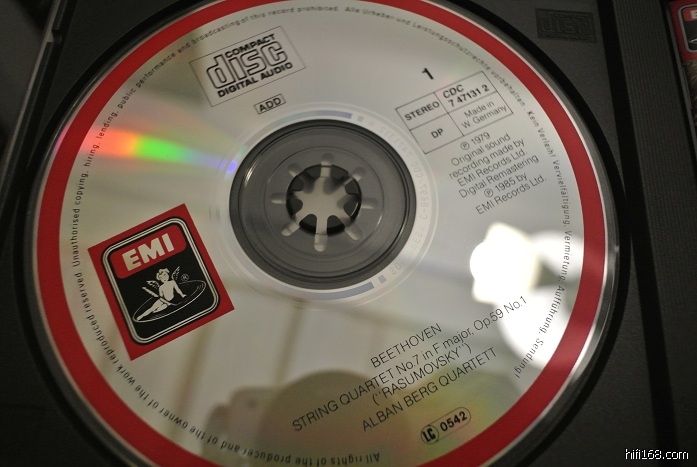 COMPACT
disc
DIGITAL AUDIO
ADD
1
STEREO
CDC
7 47131 2
DP
Made in
W. Germany
℗ 1979
Original sound
recording made by
EMI Records Ltd.
Digital Remastering
℗ 1985 by
EMI Records Ltd.
EMI
®
BEETHOVEN
STRING QUARTET No.7 in F major, Op.59 No.1
("RASUMOVSKY")
ALBAN BERG QUARTETT
LC 0542
All rights of the producer and of the owner of the work reproduced reserved. Unauthorised copying, hiring, lending, public performance and broadcasting of this record prohibited. Alle Urheber- und Leistungsschutzrechte vorbehalten. Kein Verleih! Vervielfältigung, Vermietung, Aufführung, Sendung!
hifi168.com